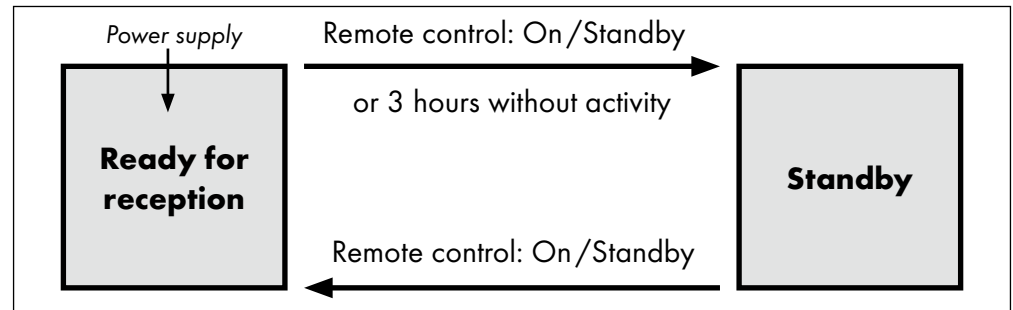 Power supply
Remote control: On/Standby
or 3 hours without activity
Ready for
reception
Standby
Remote control: On/Standby